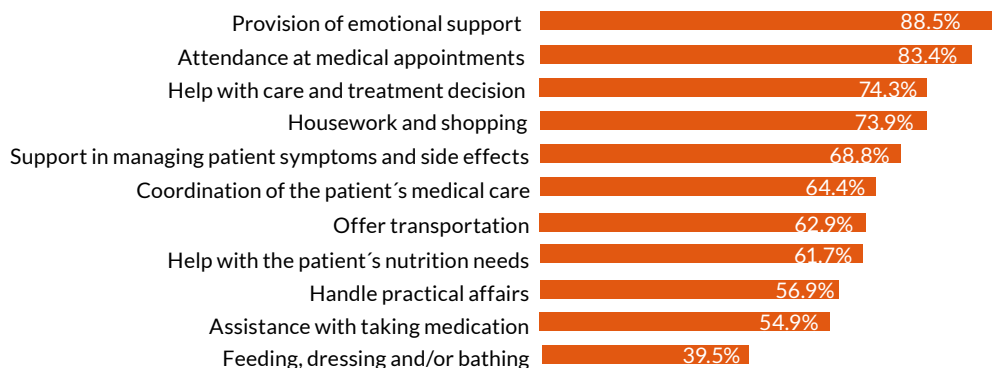 Provision of emotional support 88.5%
Attendance at medical appointments 83.4%
Help with care and treatment decision 74.3%
Housework and shopping 73.9%
Support in managing patient symptoms and side effects 68.8%
Coordination of the patient´s medical care 64.4%
Offer transportation 62.9%
Help with the patient´s nutrition needs 61.7%
Handle practical affairs 56.9%
Assistance with taking medication 54.9%
Feeding, dressing and/or bathing 39.5%